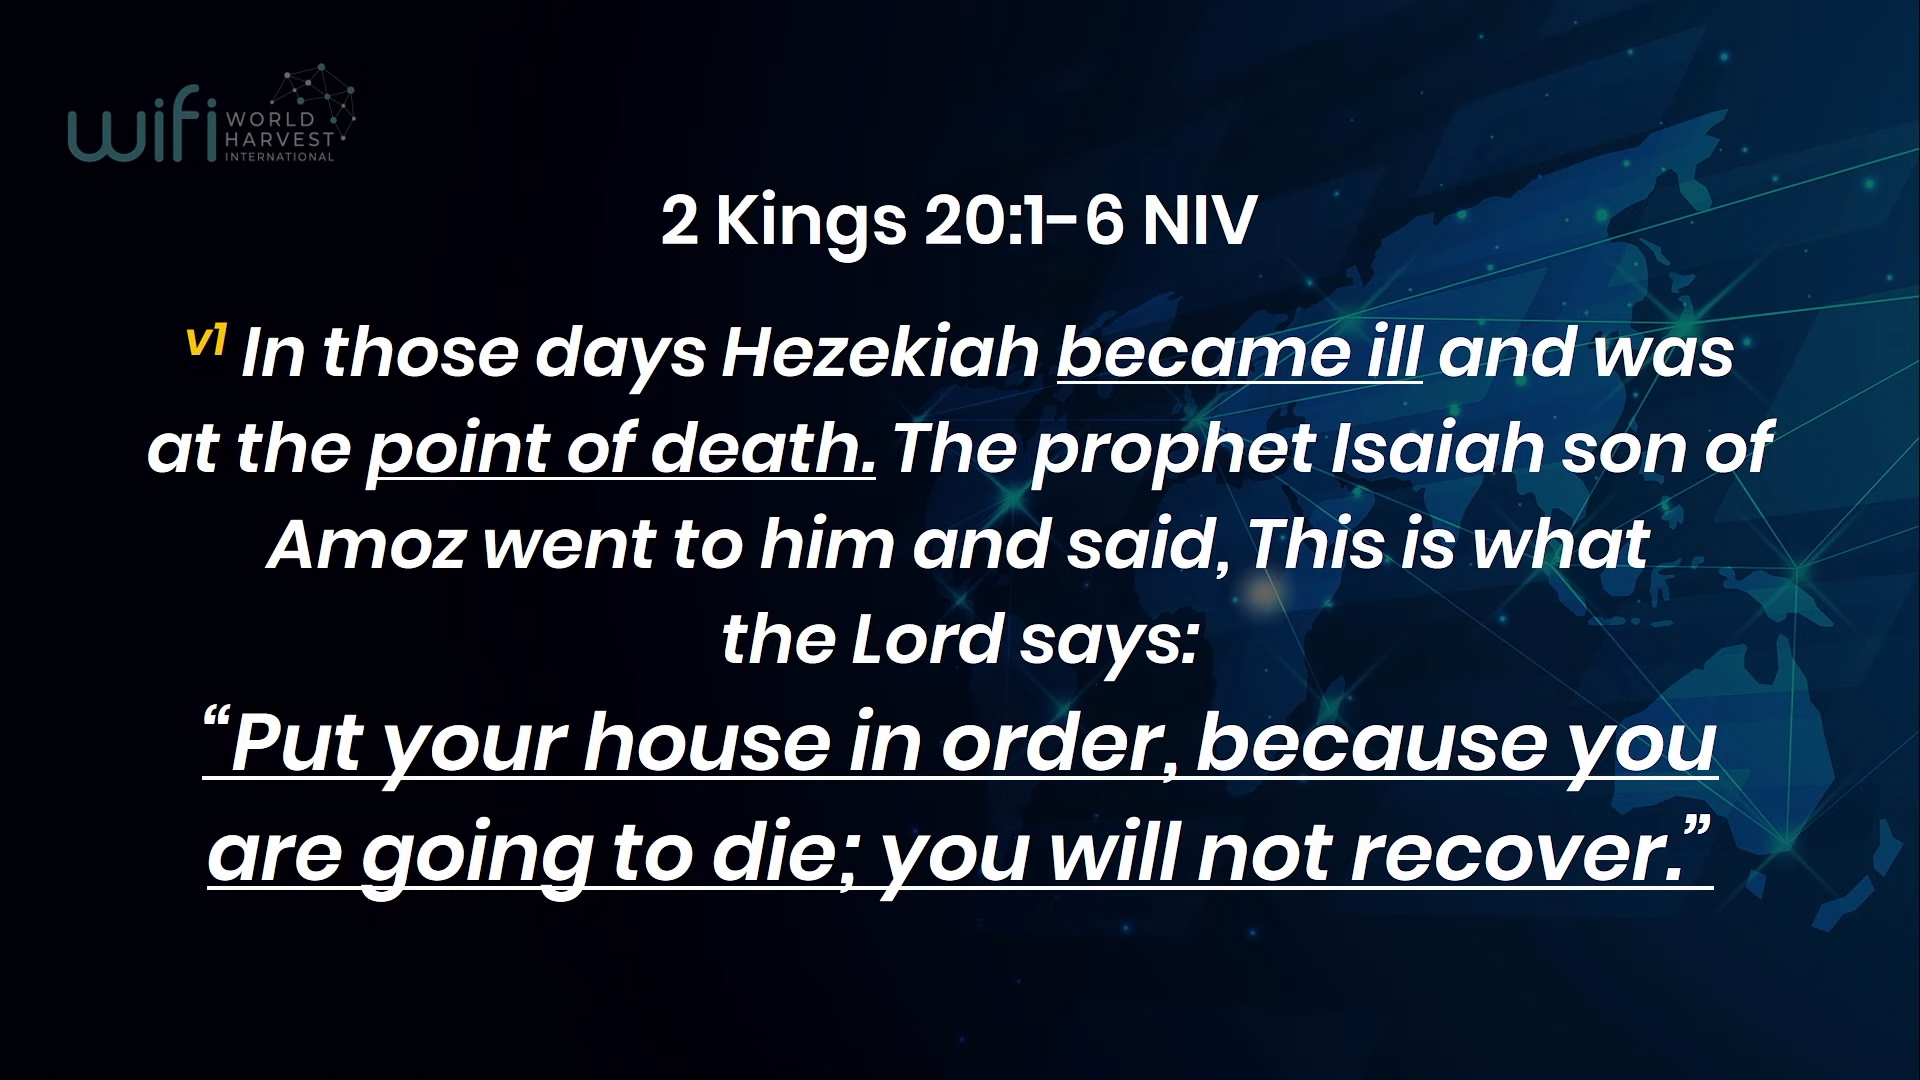 wifi WORLD
HARVEST
INTERNATIONAL
2 Kings 20:1-6 NIV
v1 In those days Hezekiah became ill and was
at the point of death. The prophet Isaiah son of
Amoz went to him and said, This is what
the Lord says:
“Put your house in order, because you
are going to die; you will not recover.”